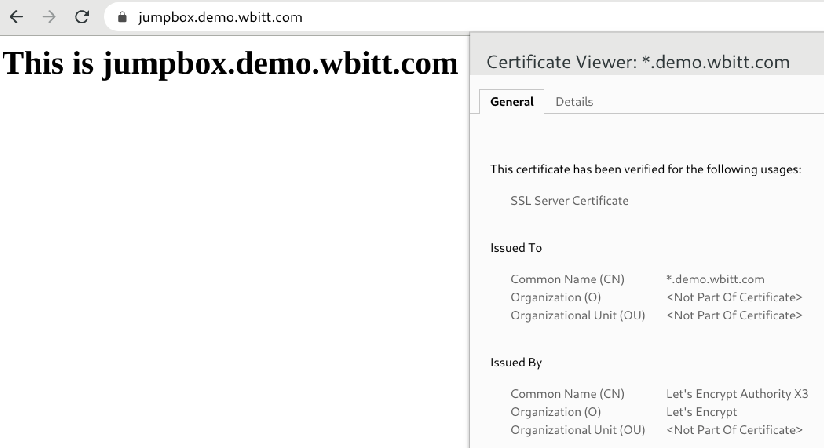 jumpbox.demo.wbitt.com
This is jumpbox.demo.wbitt.com
Certificate Viewer: *.demo.wbitt.com
General Details
This certificate has been verified for the following usages:
SSL Server Certificate
Issued To
Common Name (CN) *.demo.wbitt.com
Organization (O) <Not Part Of Certificate>
Organizational Unit (OU) <Not Part Of Certificate>
Issued By
Common Name (CN) Let's Encrypt Authority X3
Organization (O) Let's Encrypt
Organizational Unit (OU) <Not Part Of Certificate>